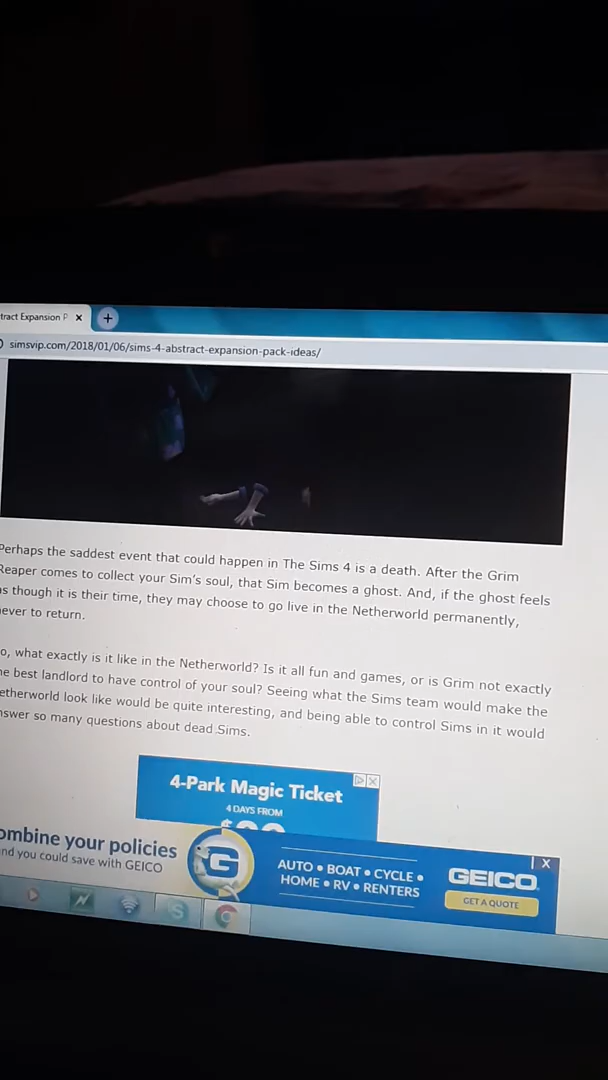 tract Expansion P
simsvip.com/2018/01/06/sims-4-abstract-expansion-pack-ideas/
Perhaps the saddest event that could happen in The Sims 4 is a death. After the Grim
Reaper comes to collect your Sim's soul, that Sim becomes a ghost. And, if the ghost feels
as though it is their time, they may choose to go live in the Netherworld permanently,
ever to return.
o, what exactly is it like in the Netherworld? Is it all fun and games, or is Grim not exactly
he best landlord to have control of your soul? Seeing what the Sims team would make the
etherworld look like would be quite interesting, and being able to control Sims in it would
nswer so many questions about dead Sims.
4-Park Magic Ticket
4 DAYS FROM
ombine your policies
nd you could save with GEICO
G
AUTO • BOAT • CYCLE •
HOME • RV • RENTERS
GEICO
GET A QUOTE